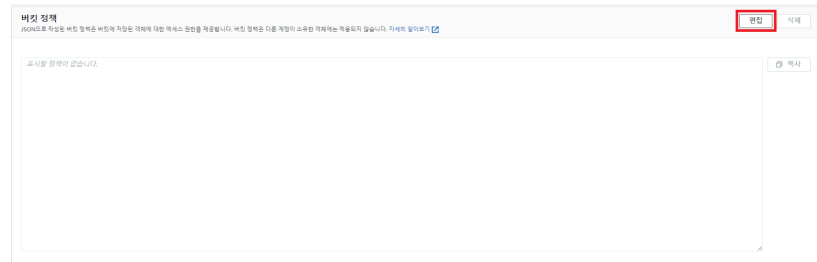 버킷 정책
편집
삭제
JSON으로 작성된 버킷 정책은 버킷에 저장된 객체에 대한 액세스 권한을 제공합니다. 버킷 정책은 다른 계정이 소유한 객체에는 적용되지 않습니다. 자세히 알아보기
표시할 정책이 없습니다.
복사